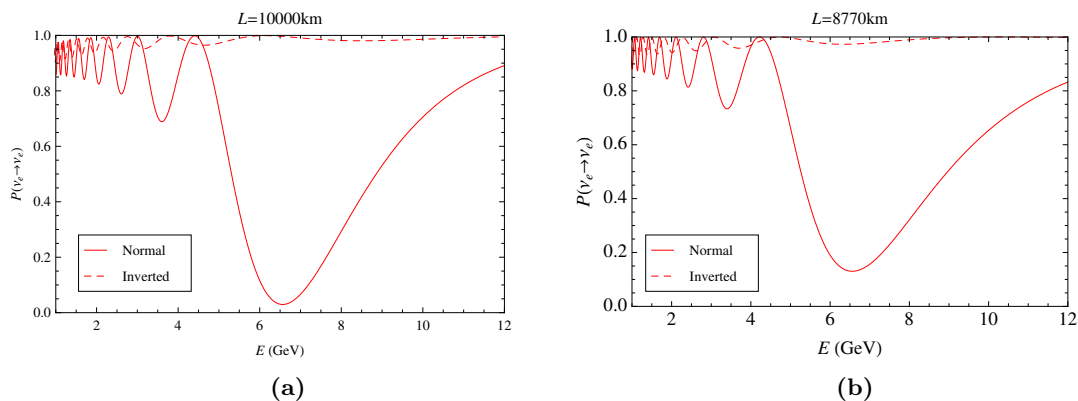 L=10000km
1.0
0.8
0.6
0.4
0.2
0.0
P(νe→νe)
Normal
Inverted
2 4 6 8 10 12
E (GeV)
(a)
L=8770km
1.0
0.8
0.6
0.4
0.2
0.0
P(νe→νe)
Normal
Inverted
2 4 6 8 10 12
E (GeV)
(b)